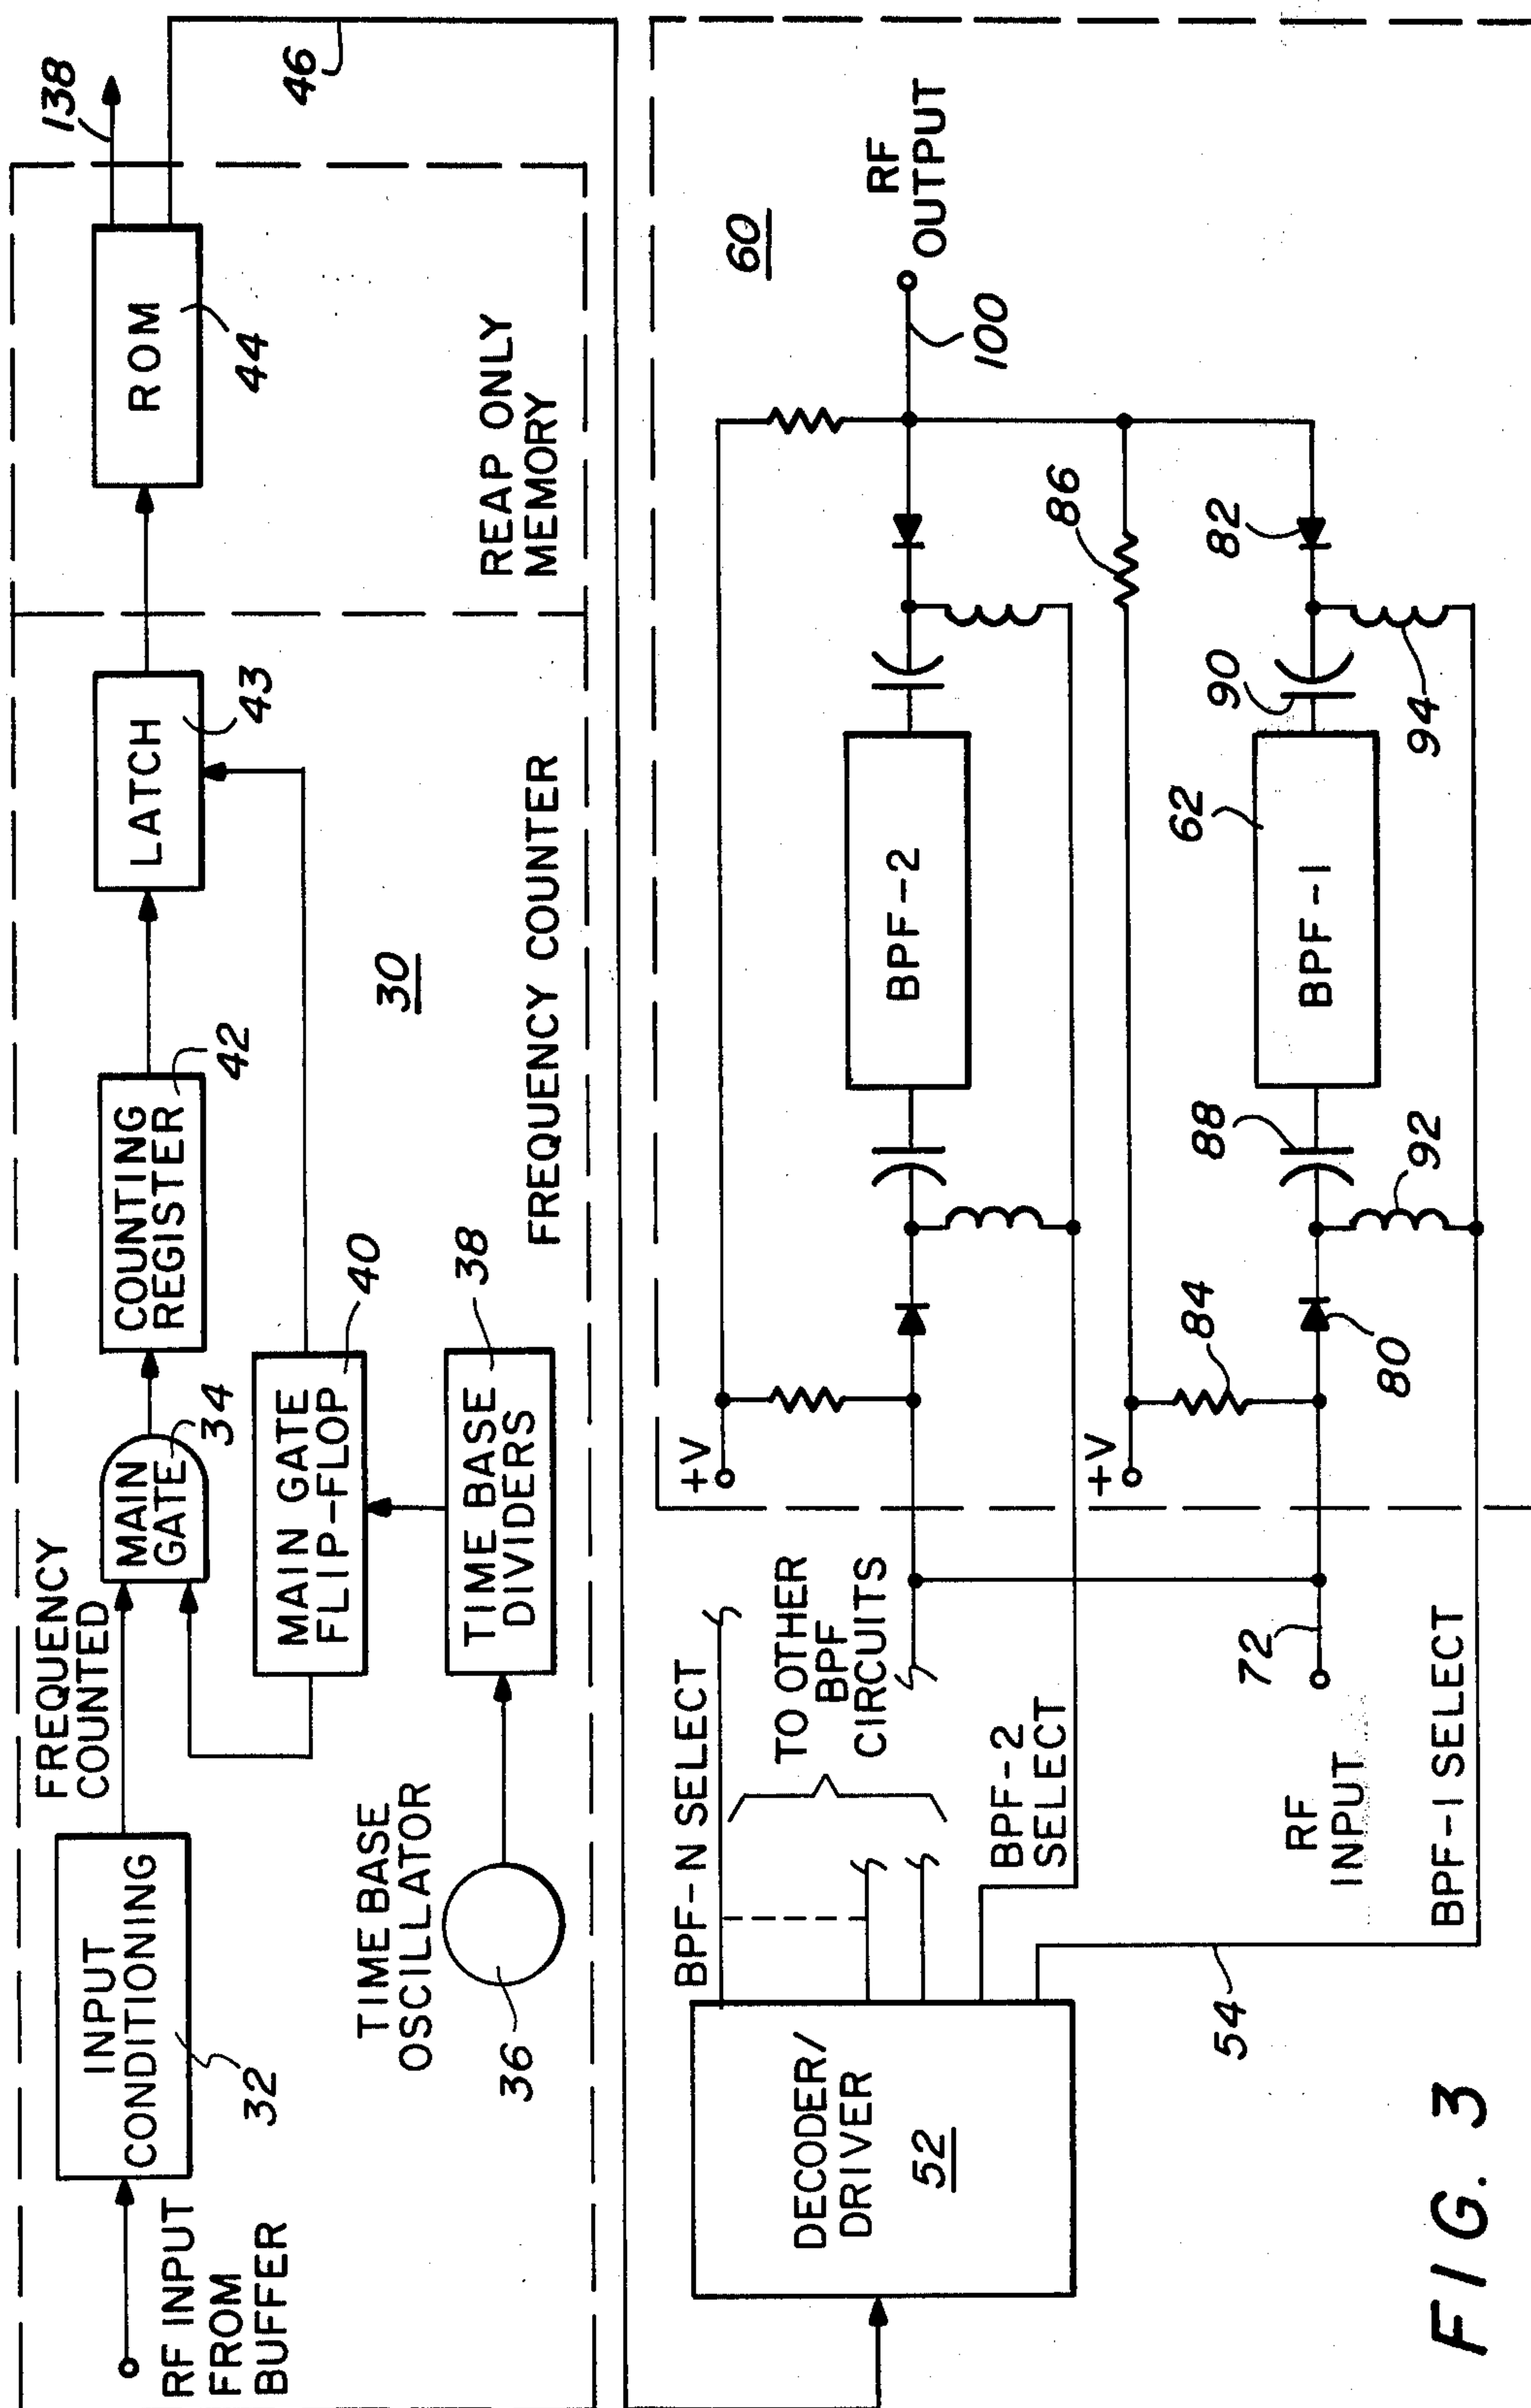 138
46
ROM
44
REAP ONLY
MEMORY
LATCH
43
COUNTING
REGISTER
42
30
FREQUENCY COUNTER
FREQUENCY
COUNTED
MAIN
GATE
34
MAIN GATE
FLIP-FLOP
40
TIME BASE
DIVIDERS
38
TIME BASE
OSCILLATOR
36
INPUT
CONDITIONING
32
RF INPUT
FROM
BUFFER
60
RF
OUTPUT
100
86
82
90
94
BPF-2
62
BPF-1
88
92
84
80
+V
+V
BPF-N SELECT
TO OTHER
BPF
CIRCUITS
BPF-2
SELECT
72
RF
INPUT
BPF-1 SELECT
54
DECODER/
DRIVER
52
FIG. 3